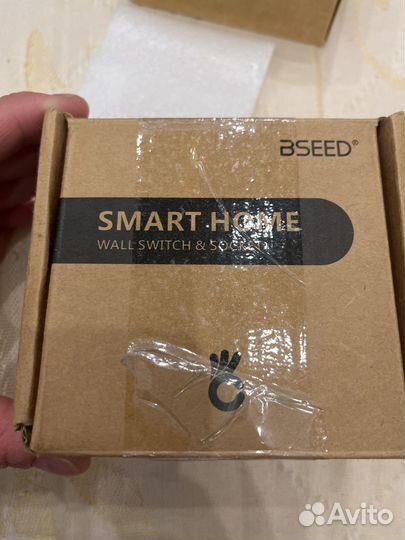 BSEED®
SMART HOME
WALL SWITCH & SOCKET
Avito